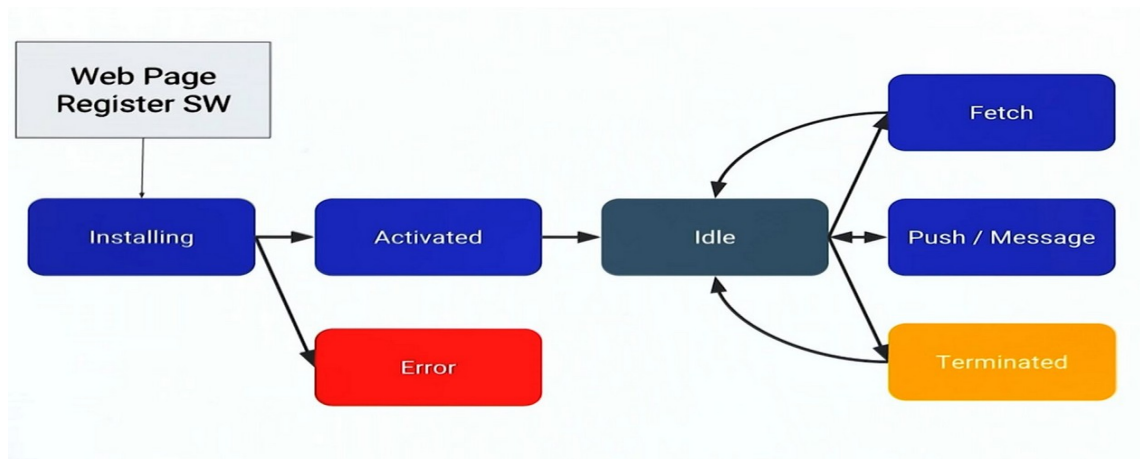 Web Page
Register SW
Fetch
Installing
Activated
Idle
Push / Message
Error
Terminated